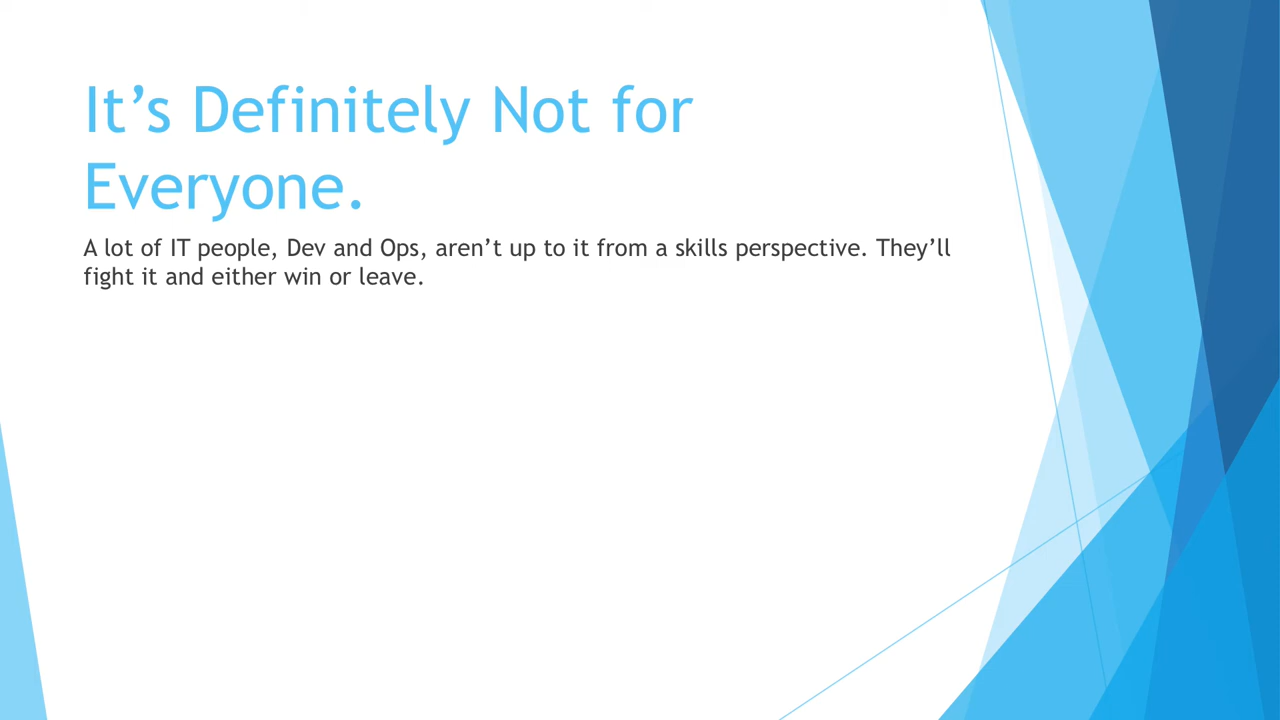 It’s Definitely Not for
Everyone.
A lot of IT people, Dev and Ops, aren’t up to it from a skills perspective. They’ll
fight it and either win or leave.